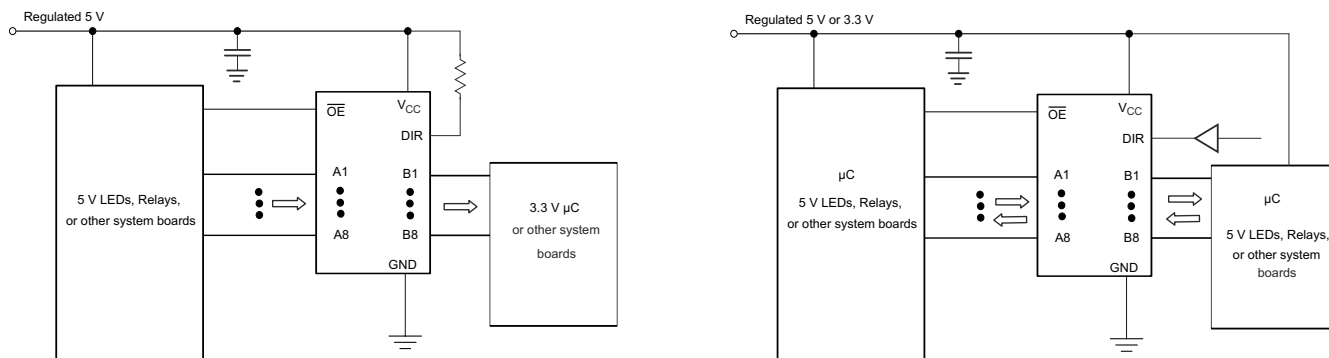 Regulated 5 V
OE
VCC
DIR
A1
B1
5 V LEDs, Relays,
or other system boards
3.3 V µC
or other system
boards
A8
B8
GND
Regulated 5 V or 3.3 V
OE
VCC
DIR
A1
B1
µC
5 V LEDs, Relays,
or other system boards
µC
5 V LEDs, Relays,
or other system
boards
A8
B8
GND